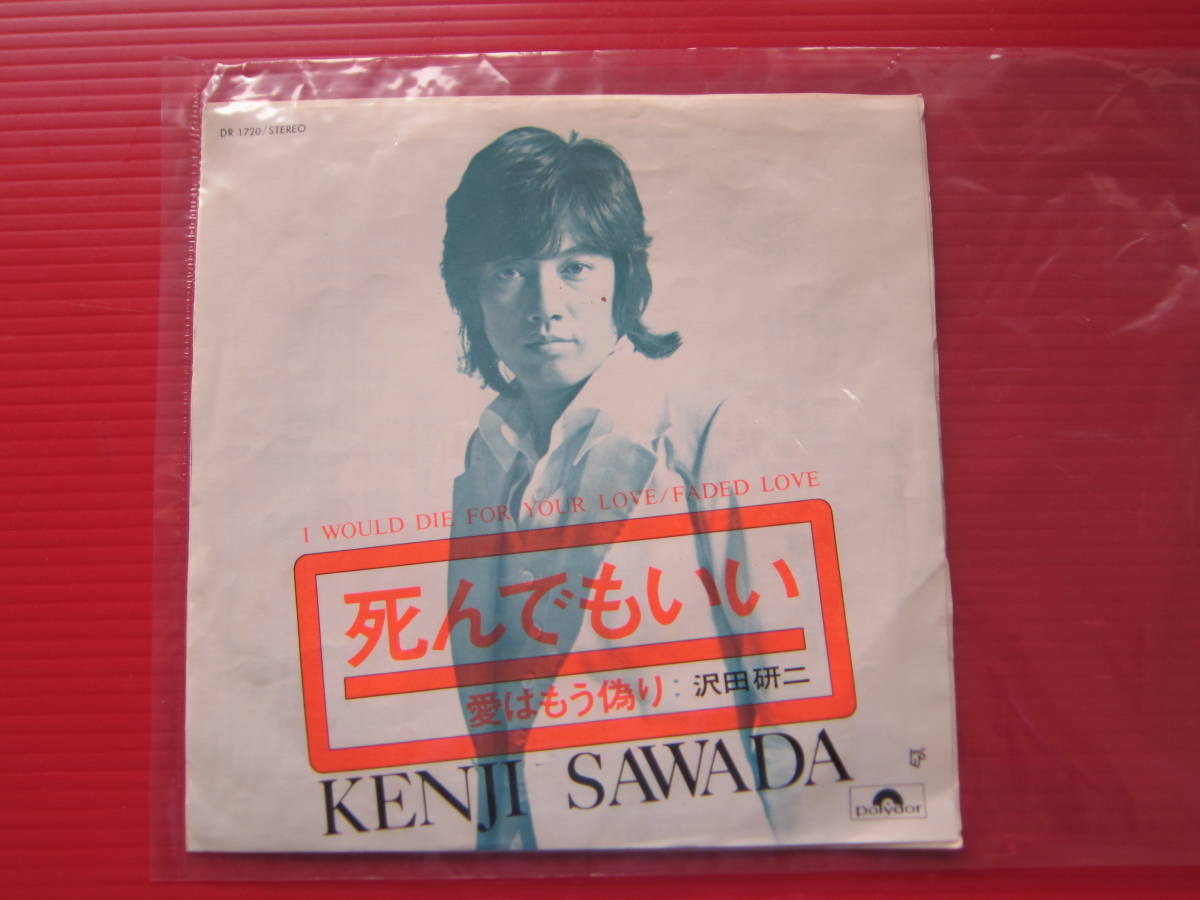 DR 1720/STEREO
I WOULD DIE FOR YOUR LOVE/FADED LOVE
死んでもいい
愛はもう偽り：沢田研二
KENJI SAWADA
Polydor